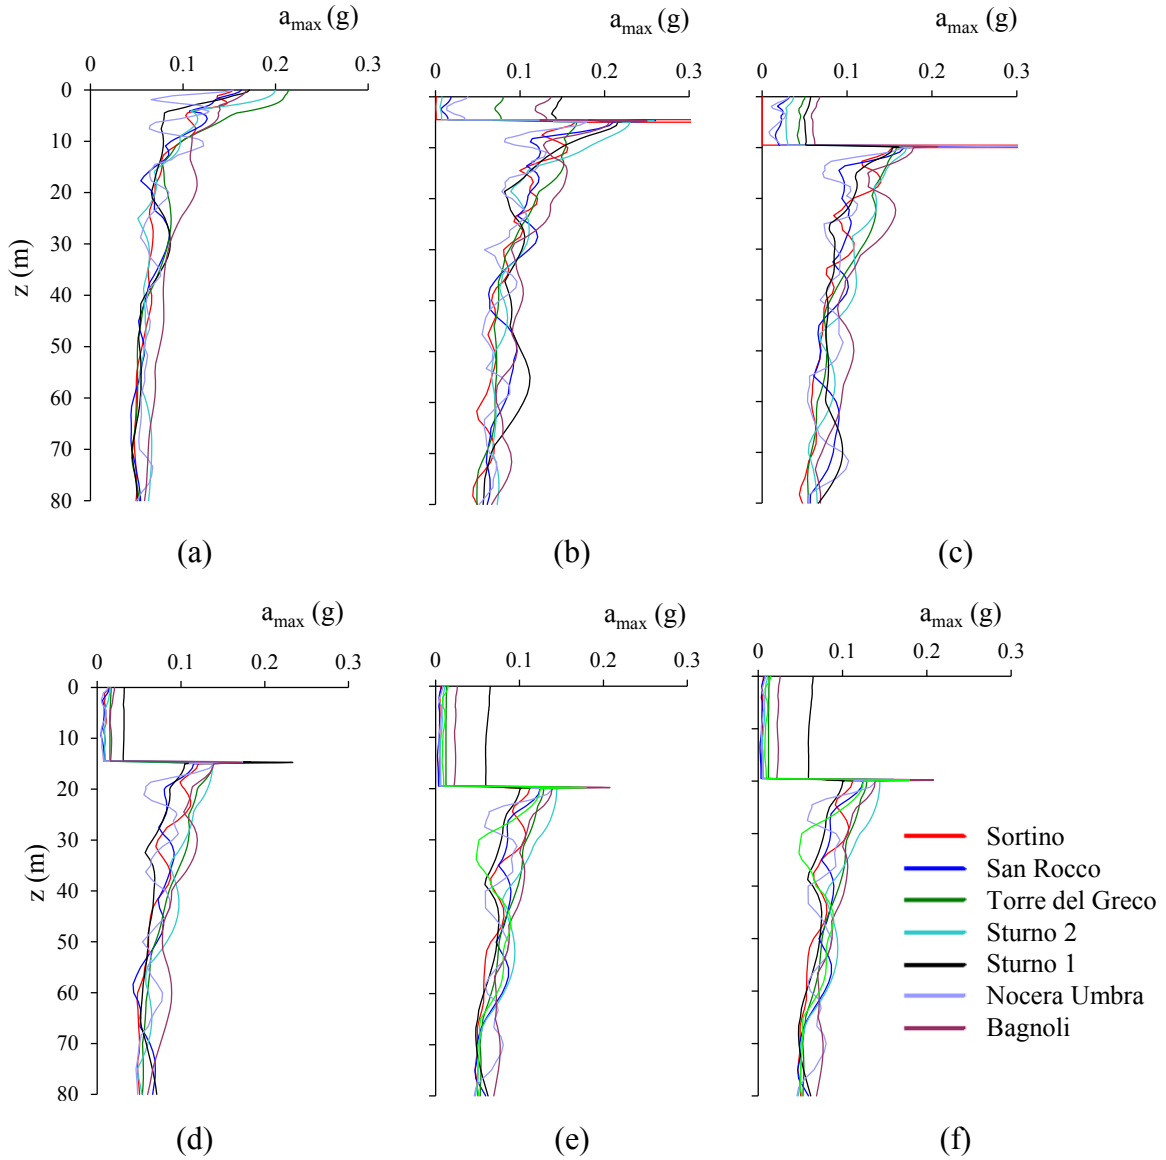 a_max (g) a_max (g) a_max (g)
0 0.1 0.2 0.3 0 0.1 0.2 0.3 0 0.1 0.2 0.3
0
10
20
30
40
50
60
70
80
z (m)
(a) (b) (c)
a_max (g) a_max (g) a_max (g)
0 0.1 0.2 0.3 0 0.1 0.2 0.3 0 0.1 0.2 0.3
0
10
20
30
40
50
60
70
80
z (m)
Sortino
San Rocco
Torre del Greco
Sturno 2
Sturno 1
Nocera Umbra
Bagnoli
(d) (e) (f)